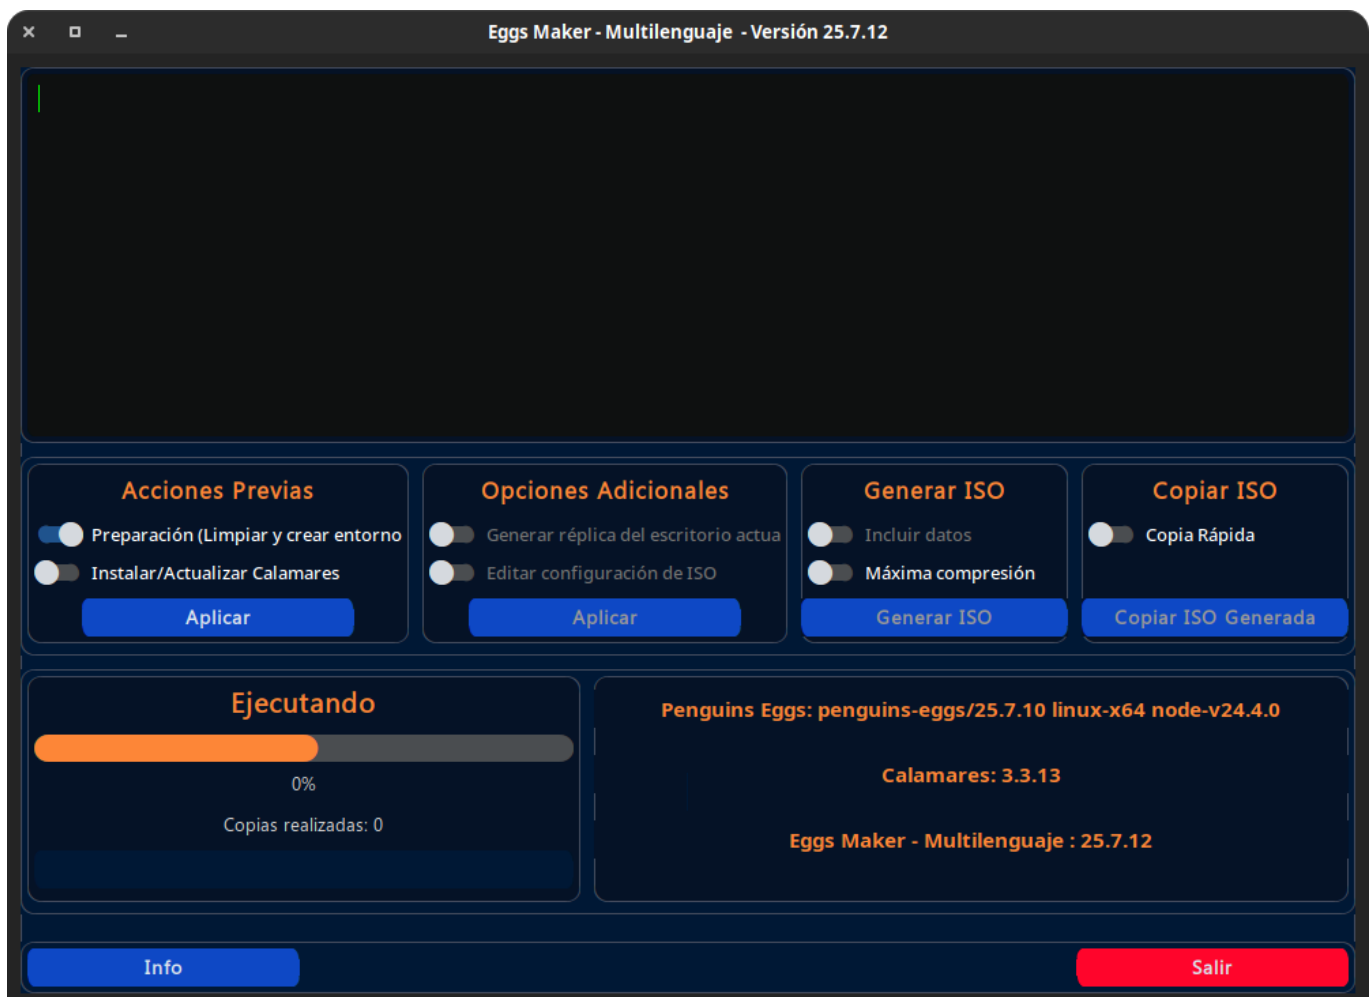 Eggs Maker - Multilenguaje - Versión 25.7.12
Acciones Previas
Preparación (Limpiar y crear entorno
Instalar/Actualizar Calamares
Aplicar
Opciones Adicionales
Generar réplica del escritorio actua
Editar configuración de ISO
Aplicar
Generar ISO
Incluir datos
Máxima compresión
Generar ISO
Copiar ISO
Copia Rápida
Copiar ISO Generada
Ejecutando
0%
Copias realizadas: 0
Penguins Eggs: penguins-eggs/25.7.10 linux-x64 node-v24.4.0
Calamares: 3.3.13
Eggs Maker - Multilenguaje : 25.7.12
Info
Salir